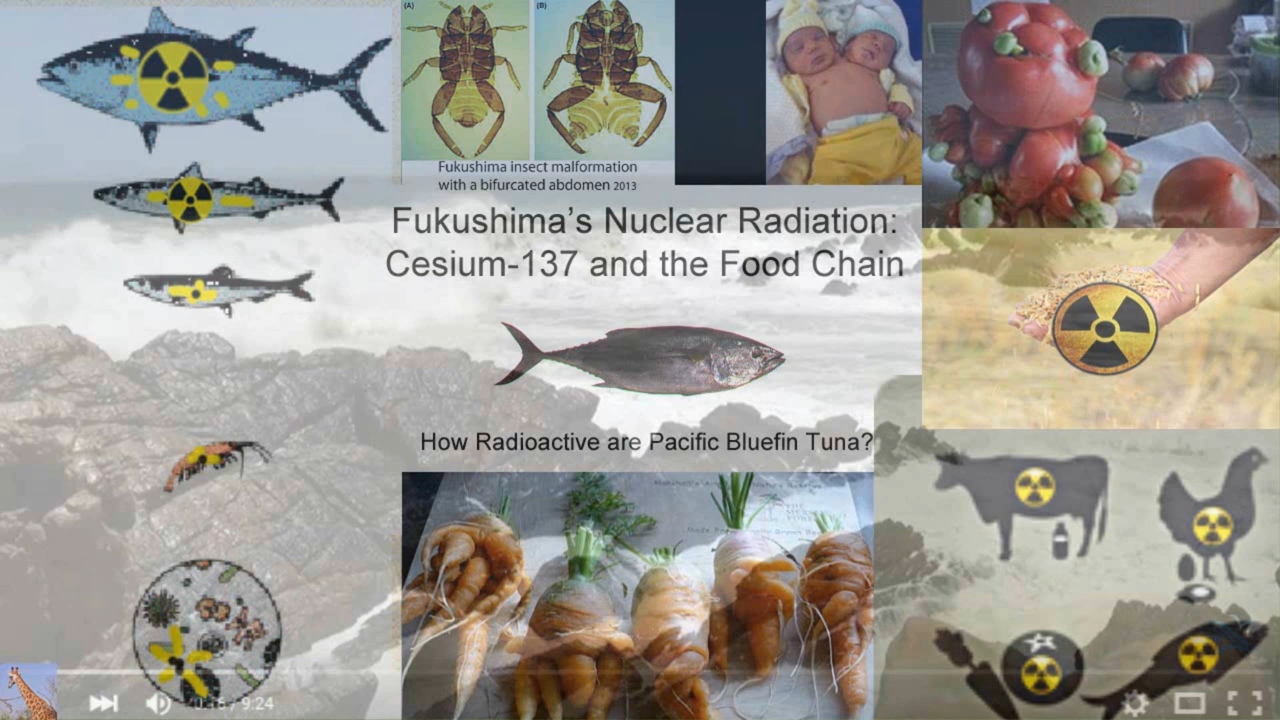 (A)
(B)
Fukushima insect malformation
with a bifurcated abdomen 2013
Fukushima's Nuclear Radiation:
Cesium-137 and the Food Chain
How Radioactive are Pacific Bluefin Tuna?
/ 9:24